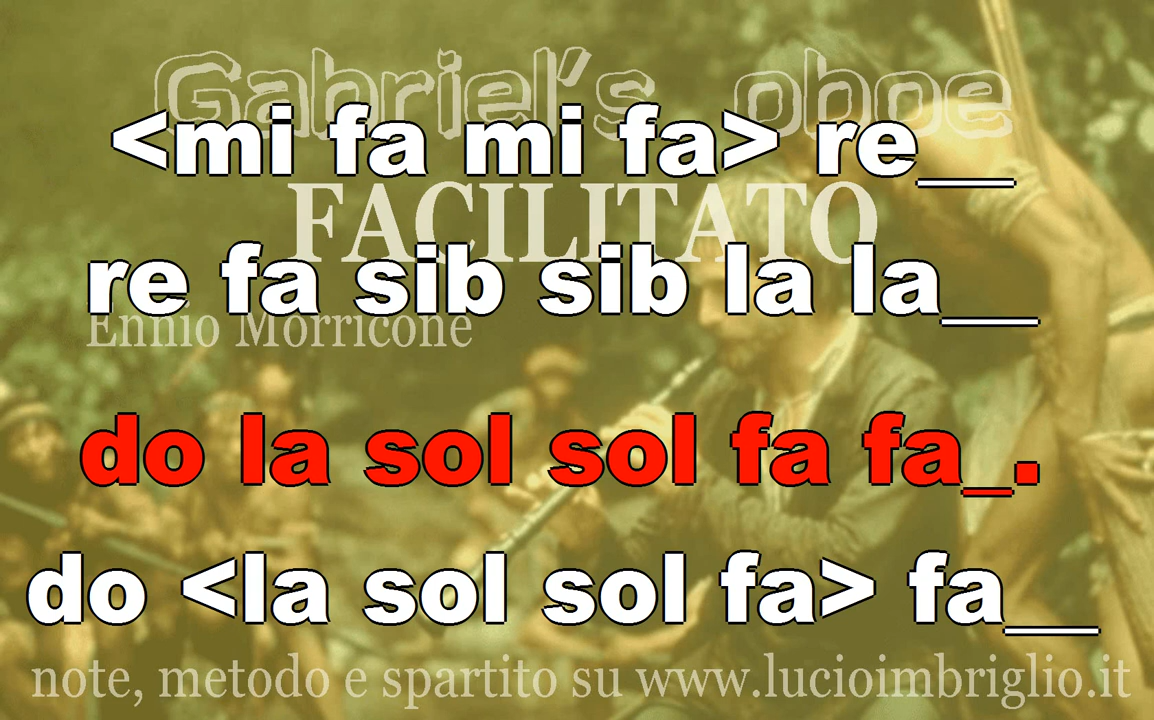 Gabriel's oboe
<mi fa mi fa> re__
FACILITATO
re fa sib sib la la__
Ennio Morricone
do la sol sol fa fa_.
do <la sol sol fa> fa__
note, metodo e spartito su www.lucioimbriglio.it